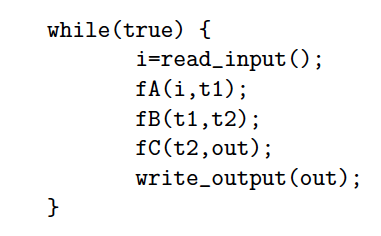 while(true) {
        i=read_input();
        fA(i,t1);
        fB(t1,t2);
        fC(t2,out);
        write_output(out);
}